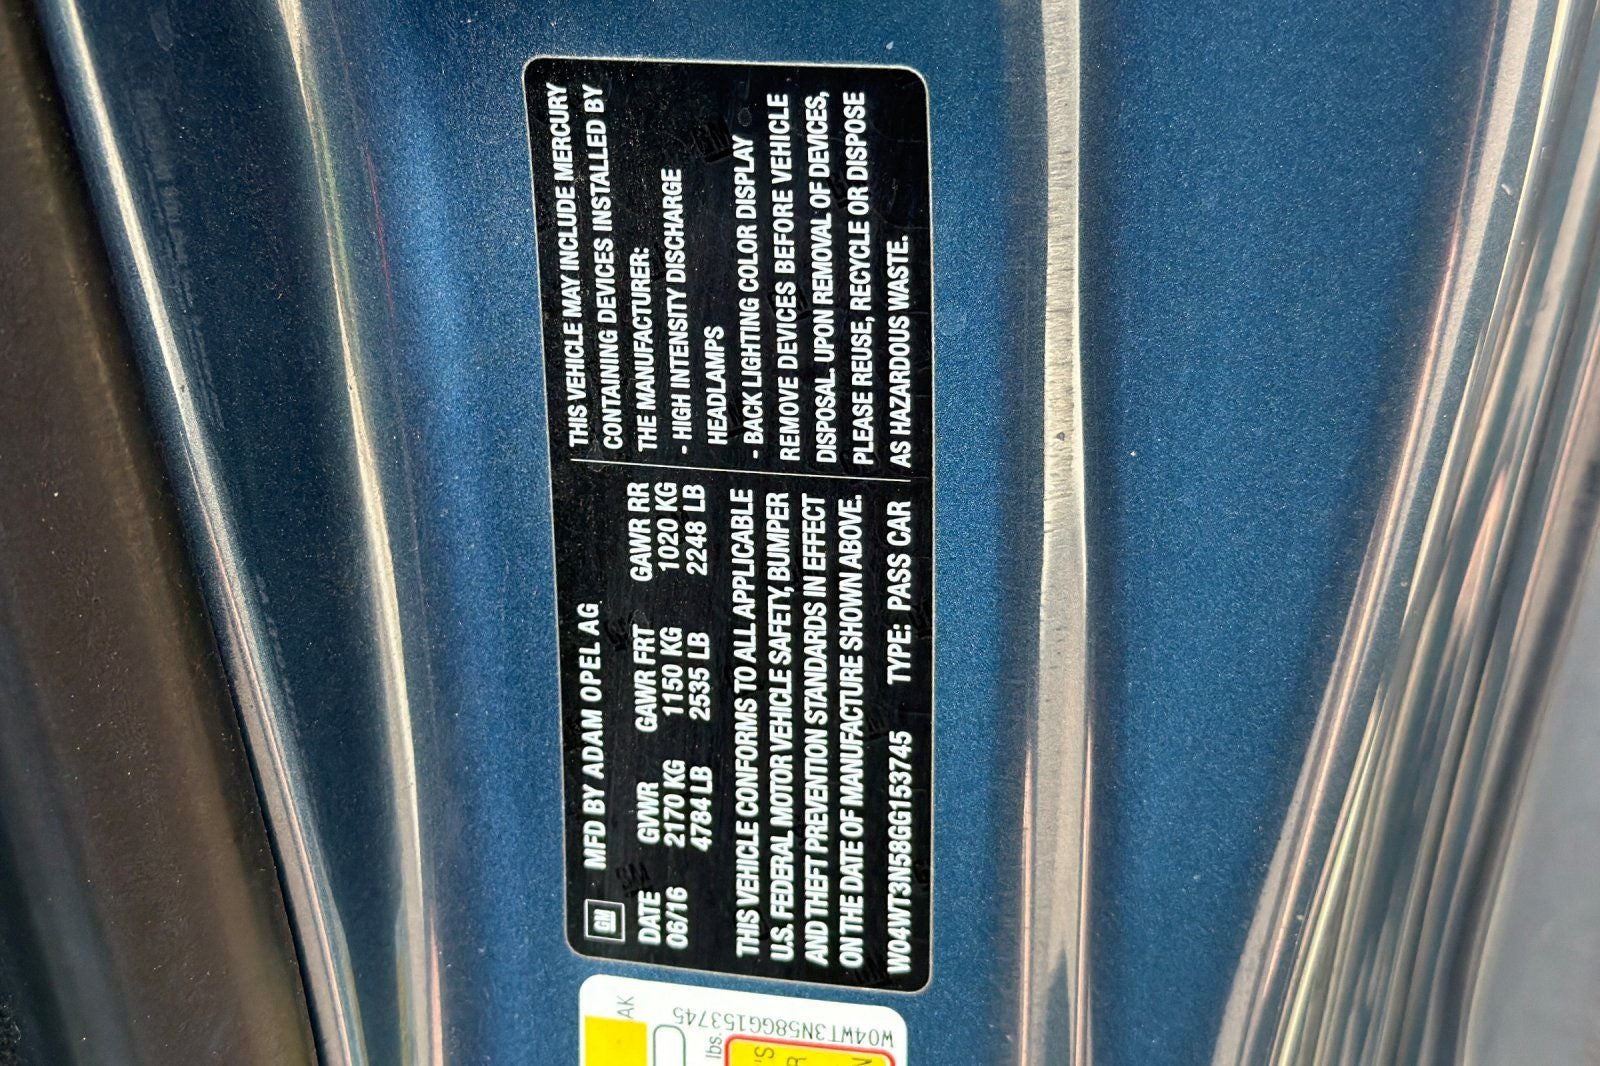 GM
MFD BY ADAM OPEL AG
DATE GVWR GAWR FRT GAWR RR
06/16 2170 KG 1150 KG 1020 KG
4784 LB 2535 LB 2248 LB
THIS VEHICLE CONFORMS TO ALL APPLICABLE
U.S. FEDERAL MOTOR VEHICLE SAFETY, BUMPER
AND THEFT PREVENTION STANDARDS IN EFFECT
ON THE DATE OF MANUFACTURE SHOWN ABOVE.
W04WT3N58GG153745 TYPE: PASS CAR
THIS VEHICLE MAY INCLUDE MERCURY
CONTAINING DEVICES INSTALLED BY
THE MANUFACTURER:
- HIGH INTENSITY DISCHARGE
HEADLAMPS
- BACK LIGHTING COLOR DISPLAY
REMOVE DEVICES BEFORE VEHICLE
DISPOSAL. UPON REMOVAL OF DEVICES,
PLEASE REUSE, RECYCLE OR DISPOSE
AS HAZARDOUS WASTE.
AK
lbs.
'S
R
N
W04WT3N58GG153745